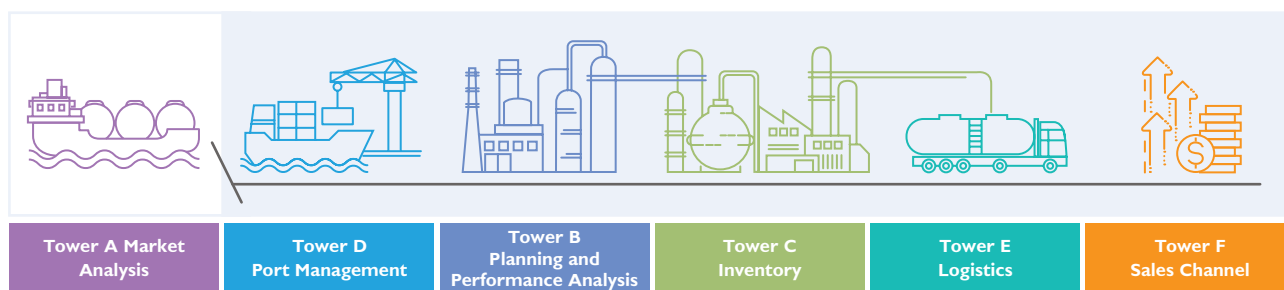 $
Tower A Market
Analysis
Tower D
Port Management
Tower B
Planning and
Performance Analysis
Tower C
Inventory
Tower E
Logistics
Tower F
Sales Channel